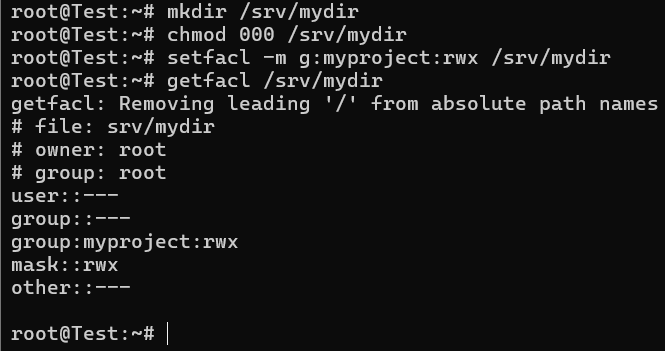 root@Test:~# mkdir /srv/mydir
root@Test:~# chmod 000 /srv/mydir
root@Test:~# setfacl -m g:myproject:rwx /srv/mydir
root@Test:~# getfacl /srv/mydir
getfacl: Removing leading '/' from absolute path names
# file: srv/mydir
# owner: root
# group: root
user::---
group::---
group:myproject:rwx
mask::rwx
other::---
root@Test:~#